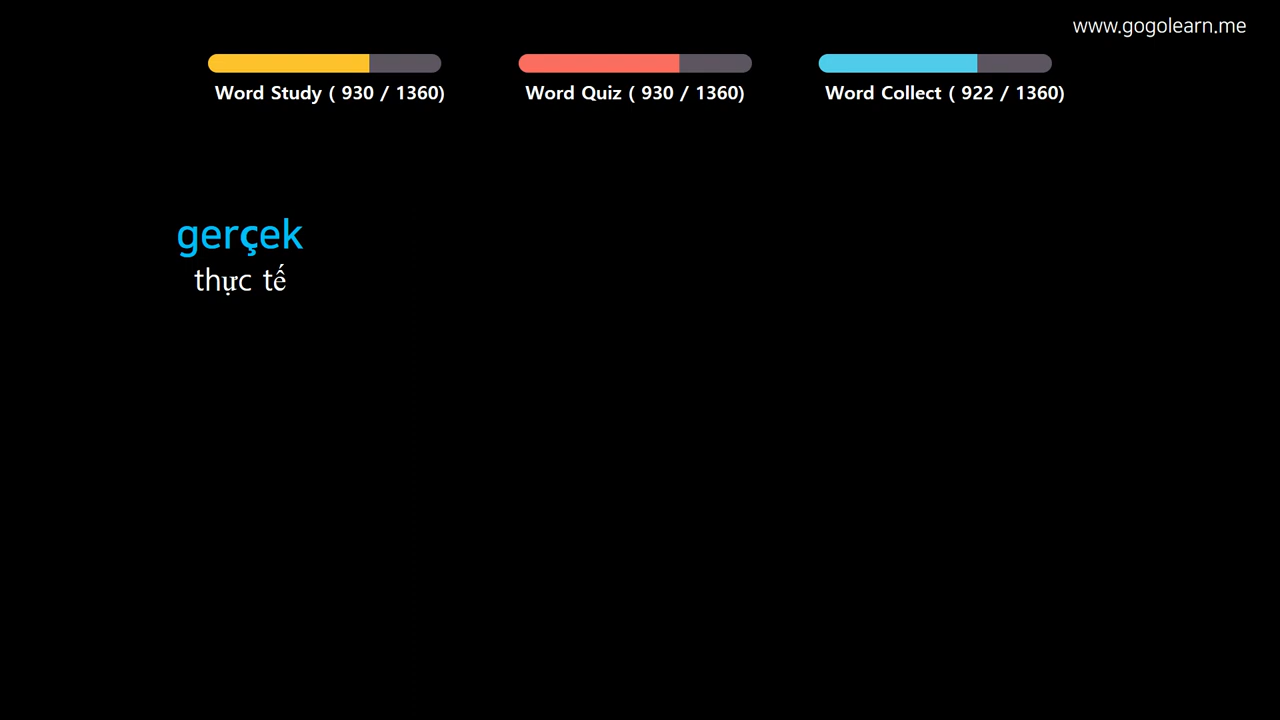 www.gogolearn.me
Word Study ( 930 / 1360)
Word Quiz ( 930 / 1360)
Word Collect ( 922 / 1360)
gerçek
thực tế